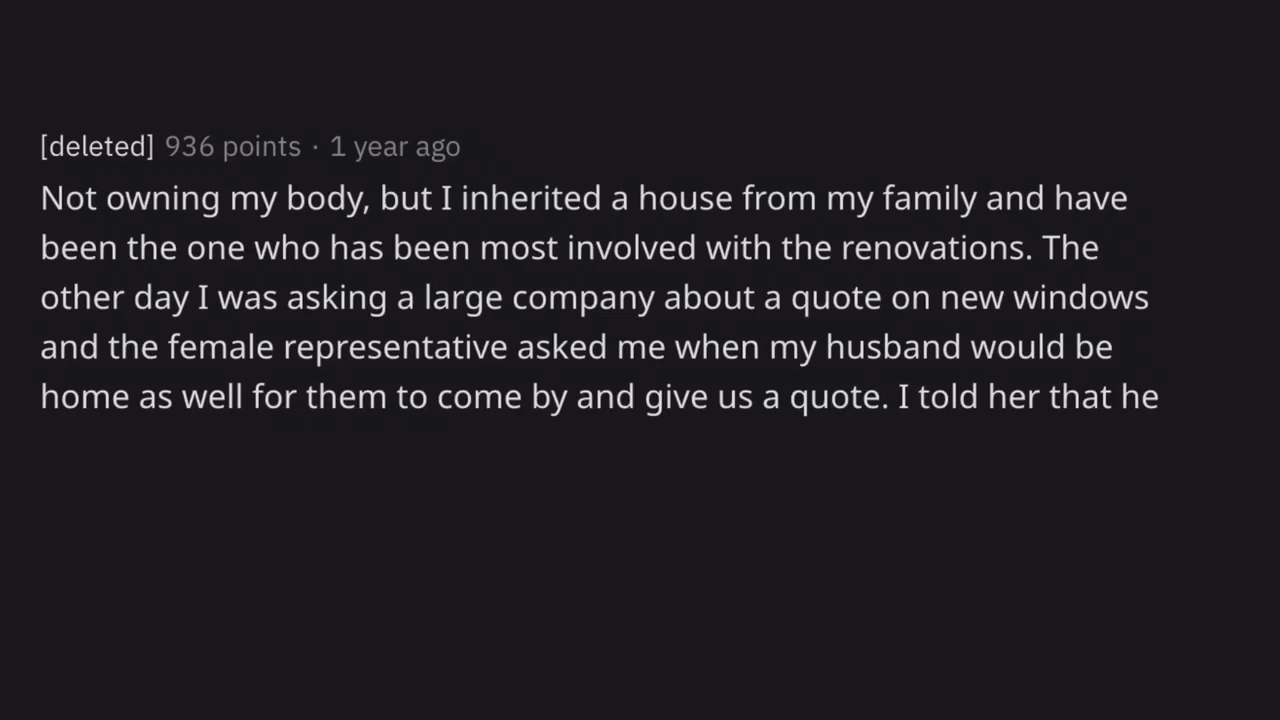 [deleted] 936 points · 1 year ago
Not owning my body, but I inherited a house from my family and have
been the one who has been most involved with the renovations. The
other day I was asking a large company about a quote on new windows
and the female representative asked me when my husband would be
home as well for them to come by and give us a quote. I told her that he